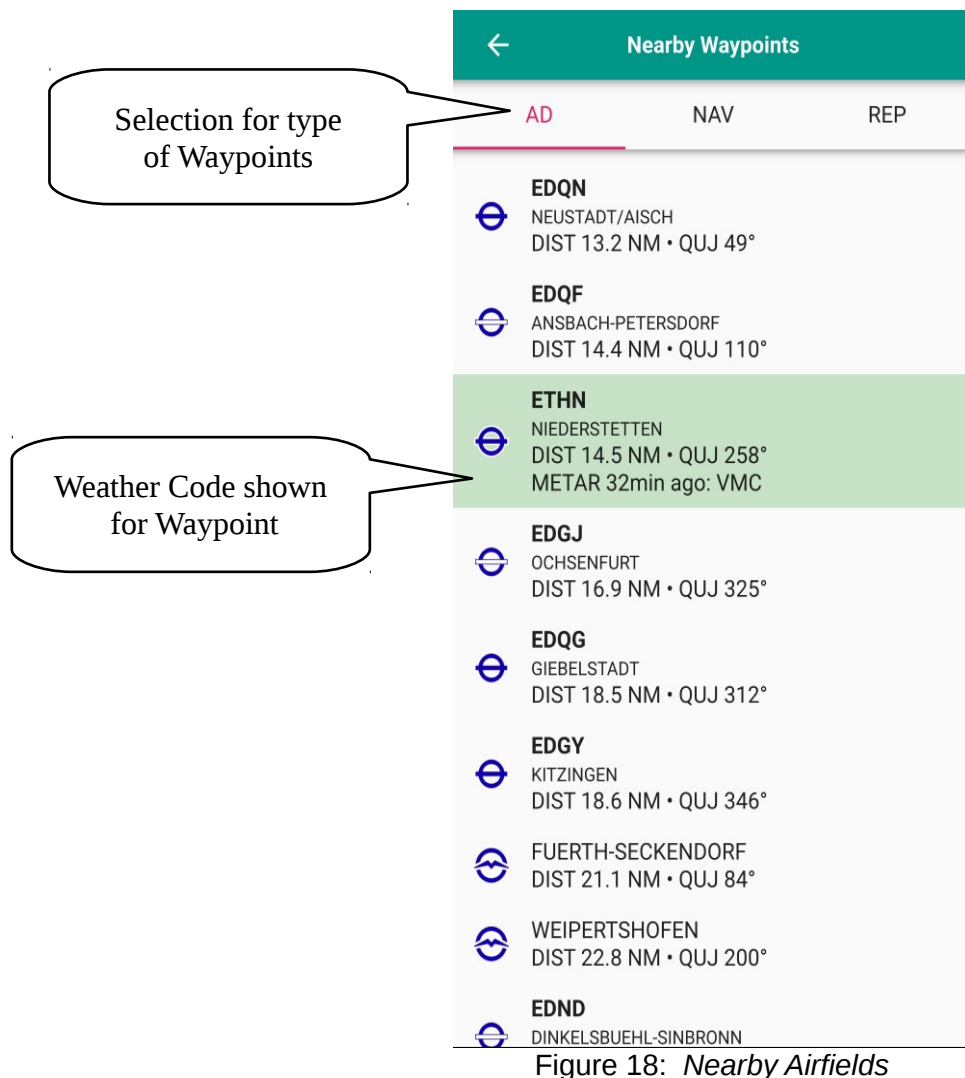 Nearby Waypoints
AD NAV REP
Selection for type
of Waypoints
EDQN
NEUSTADT/AISCH
DIST 13.2 NM • QUJ 49°
EDQF
ANSBACH-PETERSDORF
DIST 14.4 NM • QUJ 110°
ETHN
NIEDERSTETTEN
DIST 14.5 NM • QUJ 258°
METAR 32min ago: VMC
Weather Code shown
for Waypoint
EDGJ
OCHSENFURT
DIST 16.9 NM • QUJ 325°
EDQG
GIEBELSTADT
DIST 18.5 NM • QUJ 312°
EDGY
KITZINGEN
DIST 18.6 NM • QUJ 346°
FUERTH-SECKENDORF
DIST 21.1 NM • QUJ 84°
WEIPERTSHOFEN
DIST 22.8 NM • QUJ 200°
EDND
DINKELSBUEHL-SINBRONN
Figure 18: Nearby Airfields